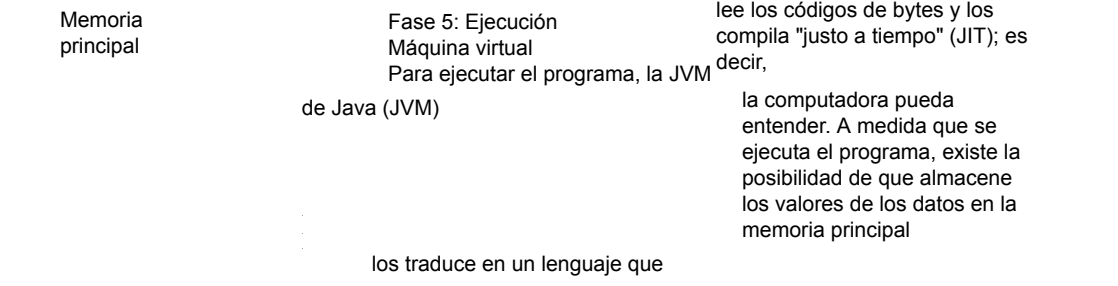 Memoria
principal
Fase 5: Ejecución
Máquina virtual
Para ejecutar el programa, la JVM
de Java (JVM)
lee los códigos de bytes y los
compila "justo a tiempo" (JIT); es
decir,
los traduce en un lenguaje que
la computadora pueda
entender. A medida que se
ejecuta el programa, existe la
posibilidad de que almacene
los valores de los datos en la
memoria principal